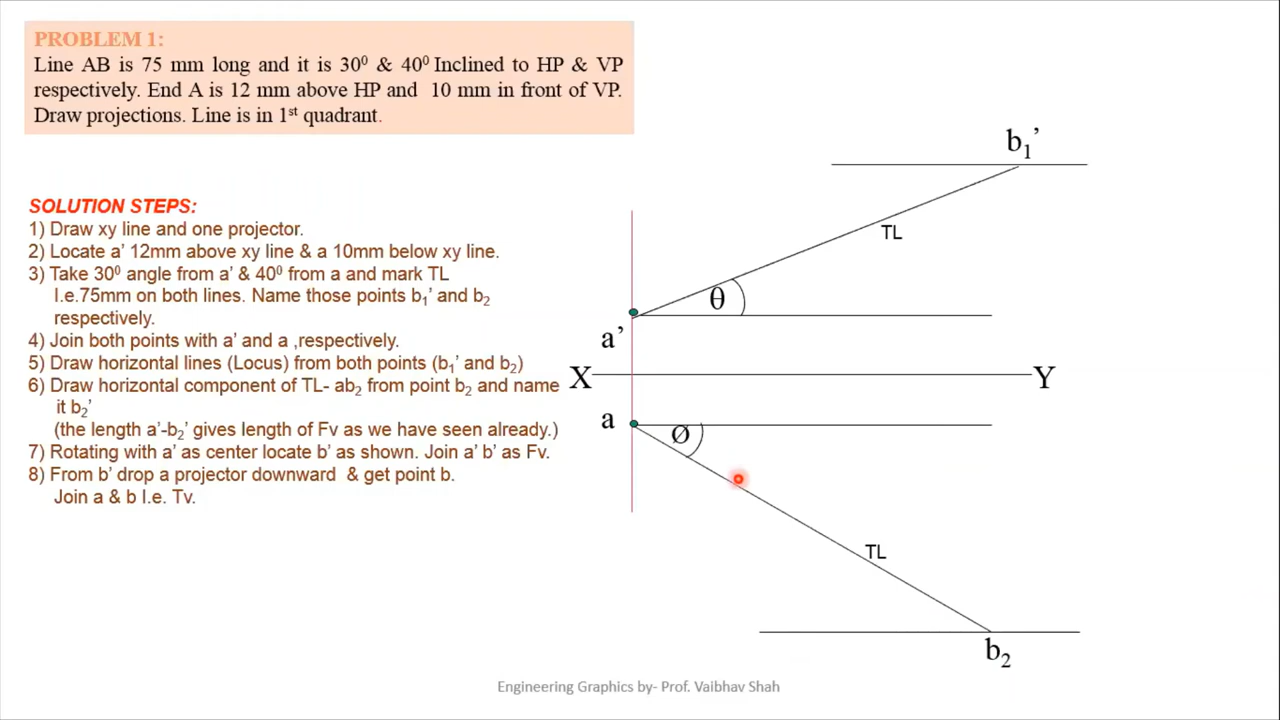 PROBLEM 1:
Line AB is 75 mm long and it is 30⁰ & 40⁰ Inclined to HP & VP
respectively. End A is 12 mm above HP and 10 mm in front of VP.
Draw projections. Line is in 1ˢᵗ quadrant.
SOLUTION STEPS:
1) Draw xy line and one projector.
2) Locate a’ 12mm above xy line & a 10mm below xy line.
3) Take 30⁰ angle from a’ & 40⁰ from a and mark TL
I.e.75mm on both lines. Name those points b₁’ and b₂
respectively.
4) Join both points with a’ and a ,respectively.
5) Draw horizontal lines (Locus) from both points (b₁’ and b₂)
6) Draw horizontal component of TL- ab₂ from point b₂ and name
it b₂’
(the length a’-b₂’ gives length of Fv as we have seen already.)
7) Rotating with a’ as center locate b’ as shown. Join a’ b’ as Fv.
8) From b’ drop a projector downward & get point b.
Join a & b I.e. Tv.
b₁’
TL
θ
a’
X
Y
a
Ø
TL
b₂
Engineering Graphics by- Prof. Vaibhav Shah